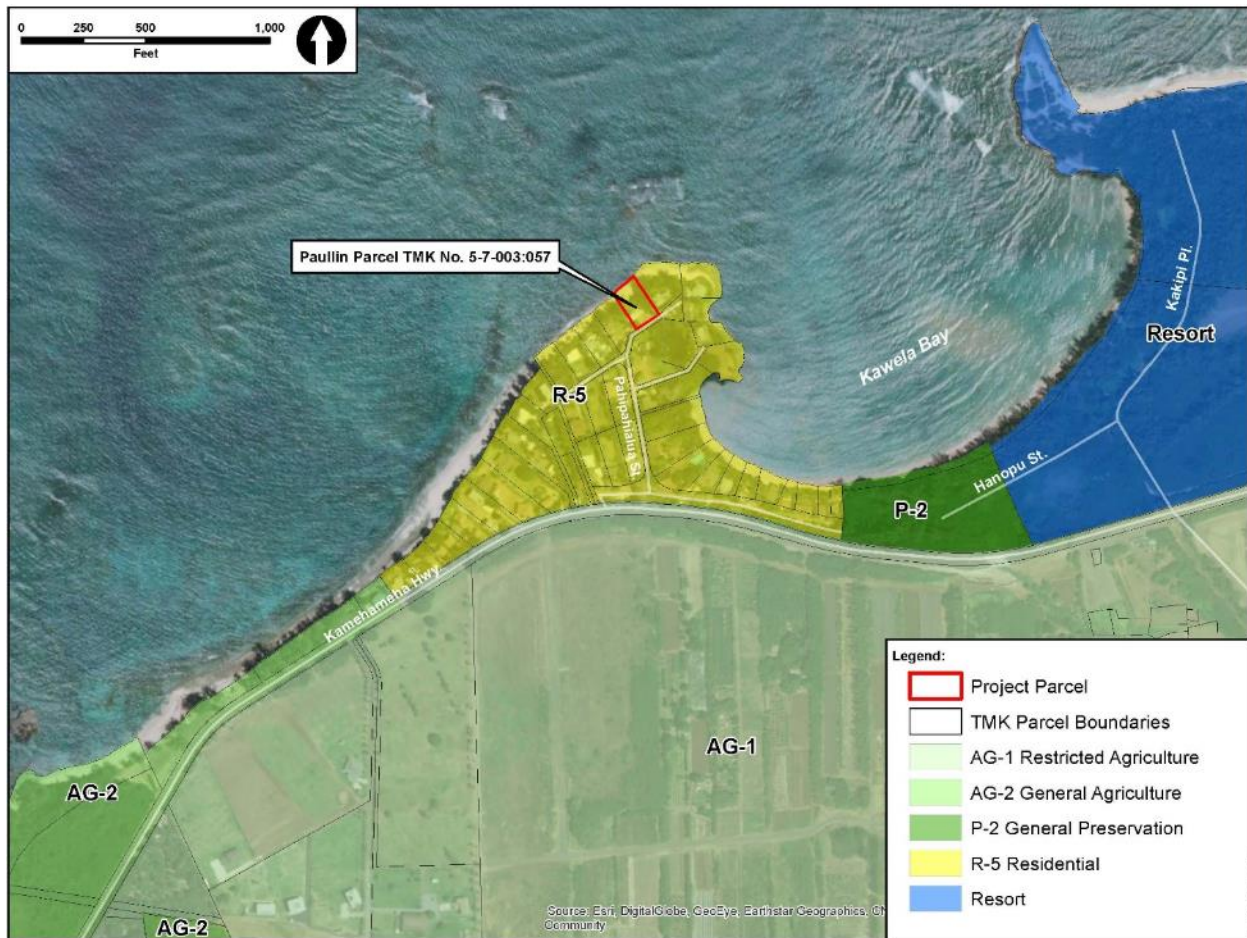 0 250 500 1,000
Feet
Paullin Parcel TMK No. 5-7-003:057
Kawela Bay
Kakipi Pl.
Resort
R-5
Pahipahialua St.
Hanopu St.
P-2
Kamehameha Hwy
AG-1
AG-2
AG-2
Legend:
Project Parcel
TMK Parcel Boundaries
AG-1 Restricted Agriculture
AG-2 General Agriculture
P-2 General Preservation
R-5 Residential
Resort
Source: Esri, DigitalGlobe, GeoEye, Earthstar Geographics,
Community